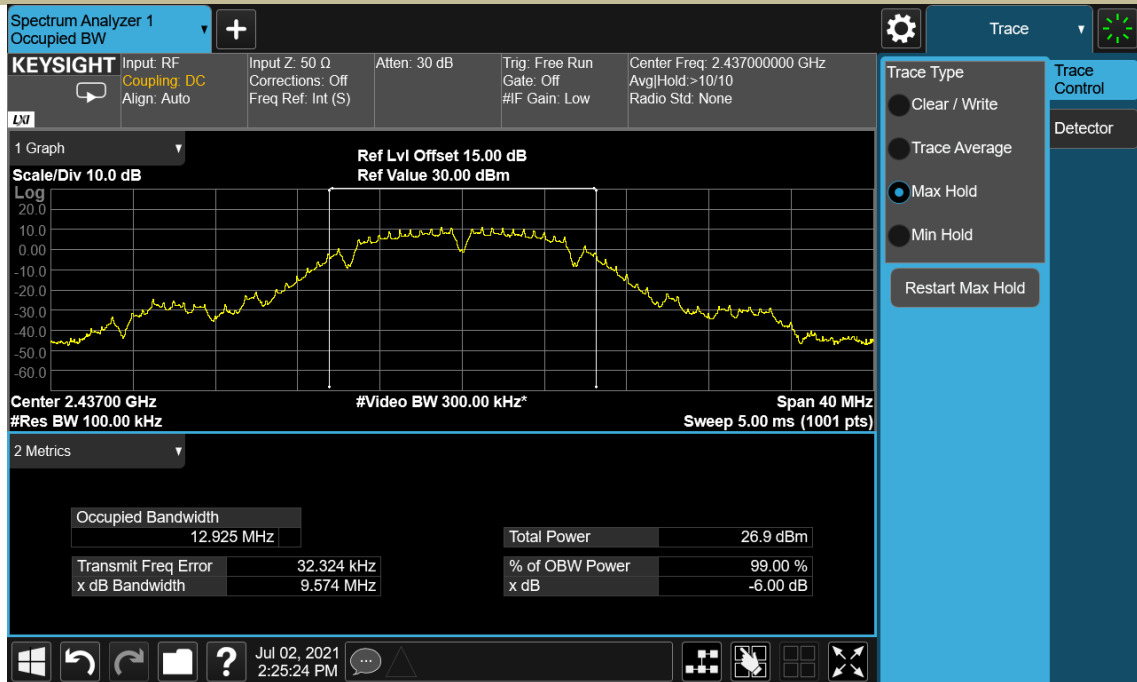 Spectrum Analyzer 1
Occupied BW
Trace
KEYSIGHT
LXI
Input: RF
Coupling: DC
Align: Auto
Input Z: 50 Ω
Corrections: Off
Freq Ref: Int (S)
Atten: 30 dB
Trig: Free Run
Gate: Off
#IF Gain: Low
Center Freq: 2.437000000 GHz
Avg|Hold:>10/10
Radio Std: None
1 Graph
Scale/Div 10.0 dB
Ref Lvl Offset 15.00 dB
Ref Value 30.00 dBm
Log
20.0
10.0
0.00
-10.0
-20.0
-30.0
-40.0
-50.0
-60.0
Center 2.43700 GHz
#Video BW 300.00 kHz*
Span 40 MHz
#Res BW 100.00 kHz
Sweep 5.00 ms (1001 pts)
2 Metrics
Occupied Bandwidth
12.925 MHz
Total Power 26.9 dBm
Transmit Freq Error 32.324 kHz
% of OBW Power 99.00 %
x dB Bandwidth 9.574 MHz
x dB -6.00 dB
Jul 02, 2021
2:25:24 PM
Trace Type
Clear / Write
Trace Average
Max Hold
Min Hold
Restart Max Hold
Trace
Control
Detector